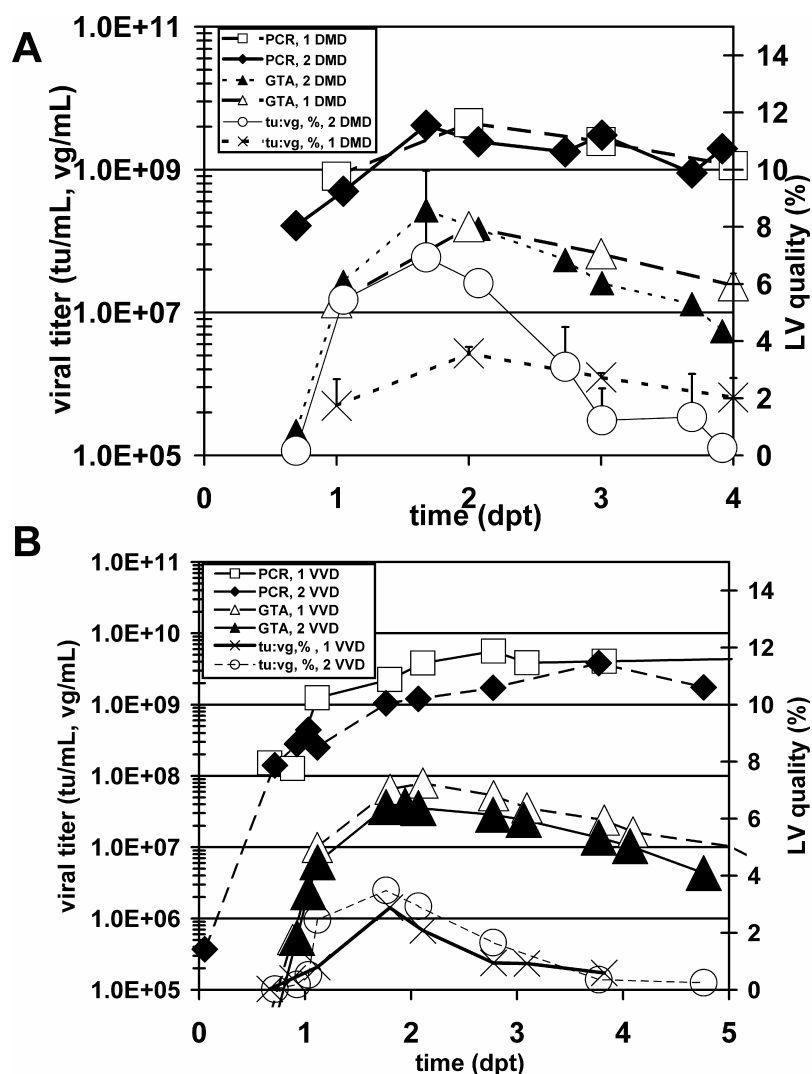 A
1.0E+11
1.0E+09
1.0E+07
1.0E+05
viral titer (tu/mL, vg/mL)
PCR, 1 DMD
PCR, 2 DMD
GTA, 2 DMD
GTA, 1 DMD
tu:vg, %, 2 DMD
tu:vg, %, 1 DMD
14
12
10
8
6
4
2
0
LV quality (%)
0 1 2 3 4
time (dpt)
B
1.0E+11
1.0E+10
1.0E+09
1.0E+08
1.0E+07
1.0E+06
1.0E+05
viral titer (tu/mL, vg/mL)
PCR, 1 VVD
PCR, 2 VVD
GTA, 1 VVD
GTA, 2 VVD
tu:vg,% , 1 VVD
tu:vg, %, 2 VVD
14
12
10
8
6
4
2
0
LV quality (%)
0 1 2 3 4 5
time (dpt)